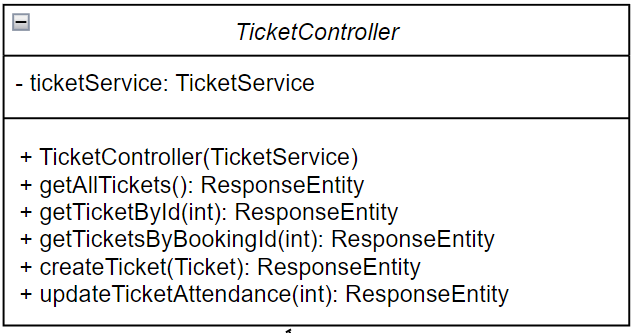 TicketController
- ticketService: TicketService
+ TicketController(TicketService)
+ getAllTickets(): ResponseEntity
+ getTicketById(int): ResponseEntity
+ getTicketsByBookingId(int): ResponseEntity
+ createTicket(Ticket): ResponseEntity
+ updateTicketAttendance(int): ResponseEntity